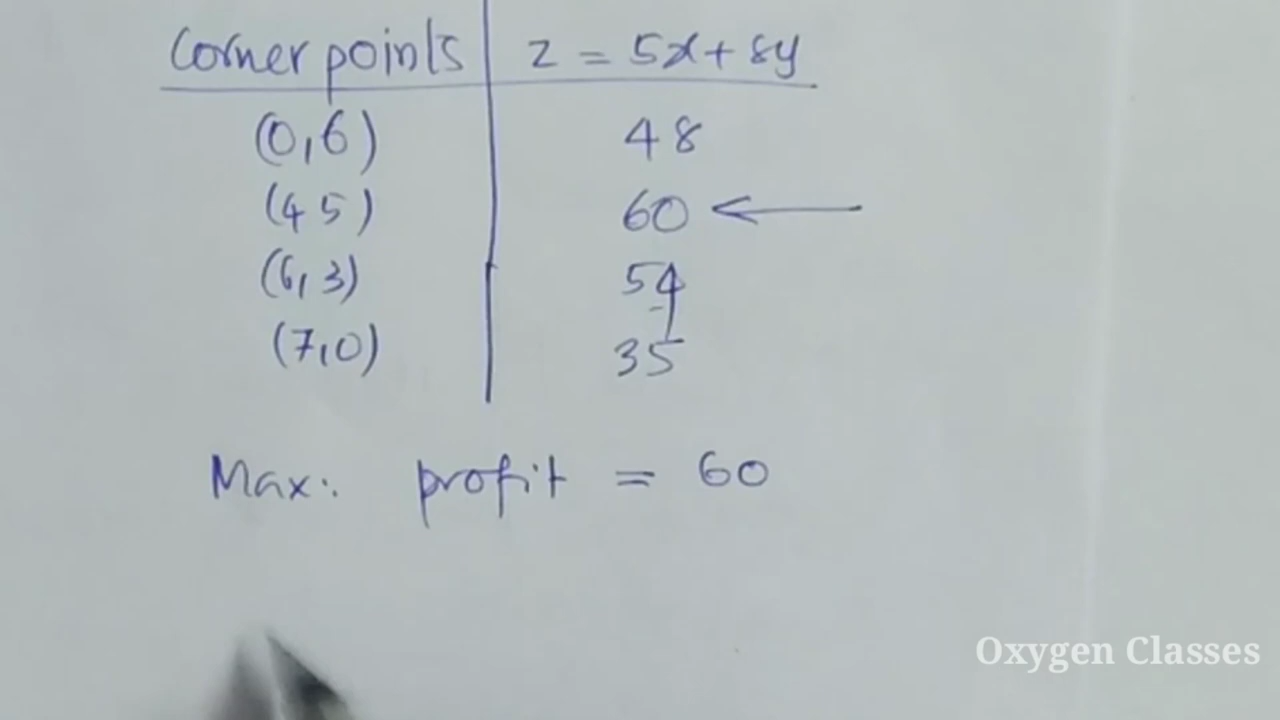 Corner points z = 5x + 8y
(0,6) 48
(4 5) 60 ←
(6,3) 54
(7,0) 35
Max: profit = 60
Oxygen Classes